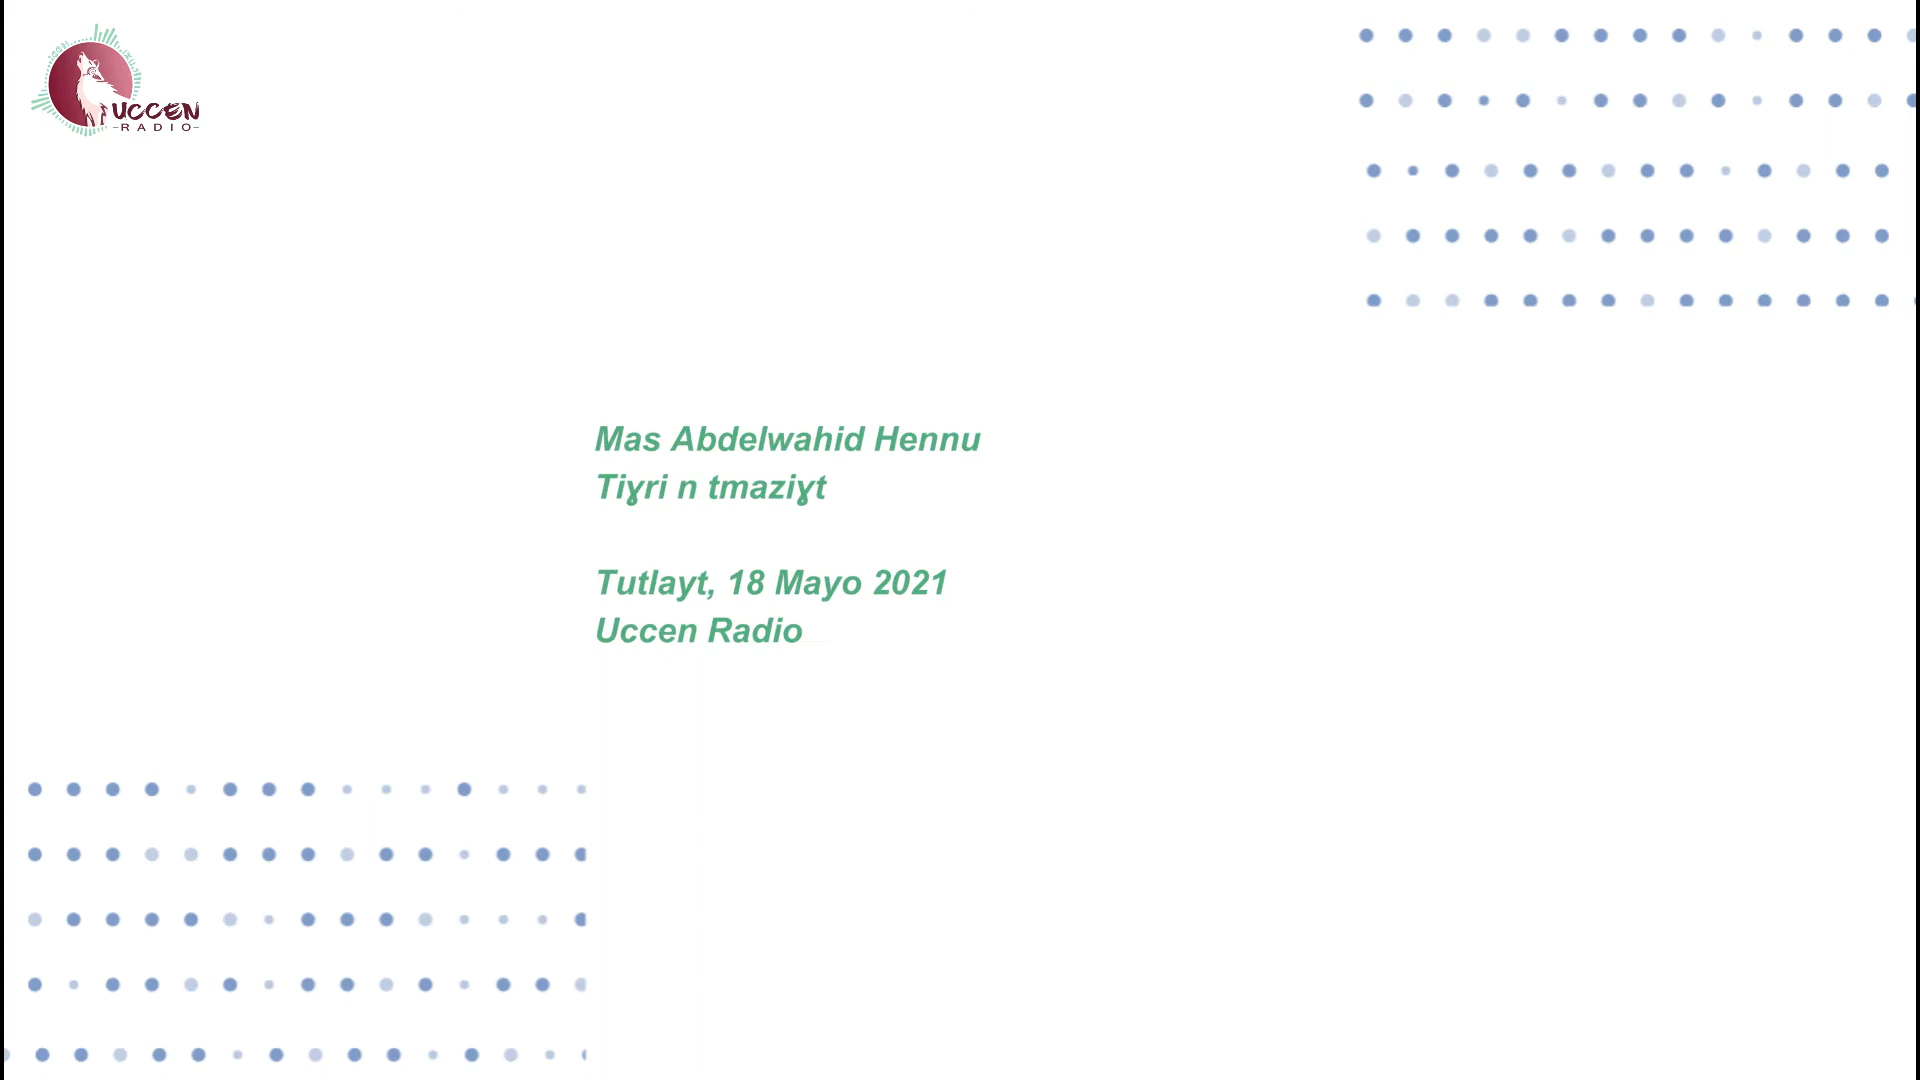 UCCEN
-RADIO-
Mas Abdelwahid Hennu
Tiɣri n tmaziɣt
Tutlayt, 18 Mayo 2021
Uccen Radio